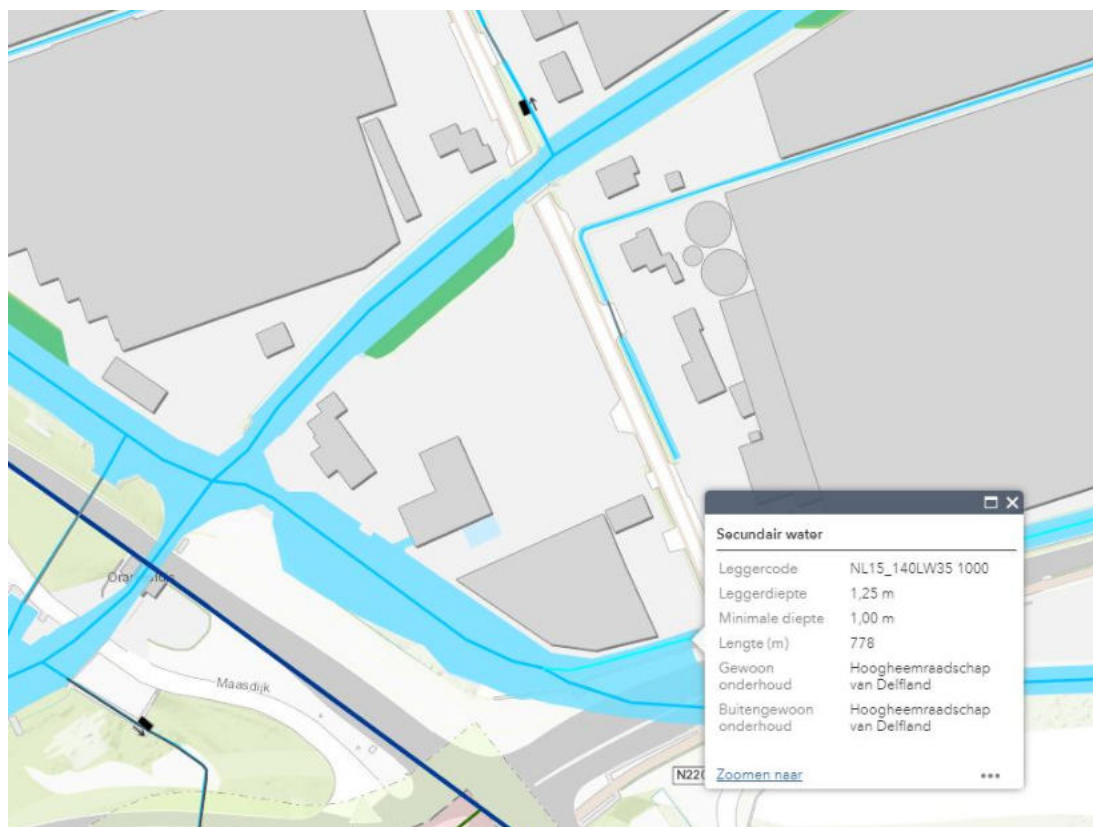 Maasdijk
N220
Secundair water
Leggercode NL15_140LW35 1000
Leggerdiepte 1,25 m
Minimale diepte 1,00 m
Lengte (m) 778
Gewoon Hoogheemraadschap
onderhoud van Delfland
Buitengewoon Hoogheemraadschap
onderhoud van Delfland
Zoomen naar